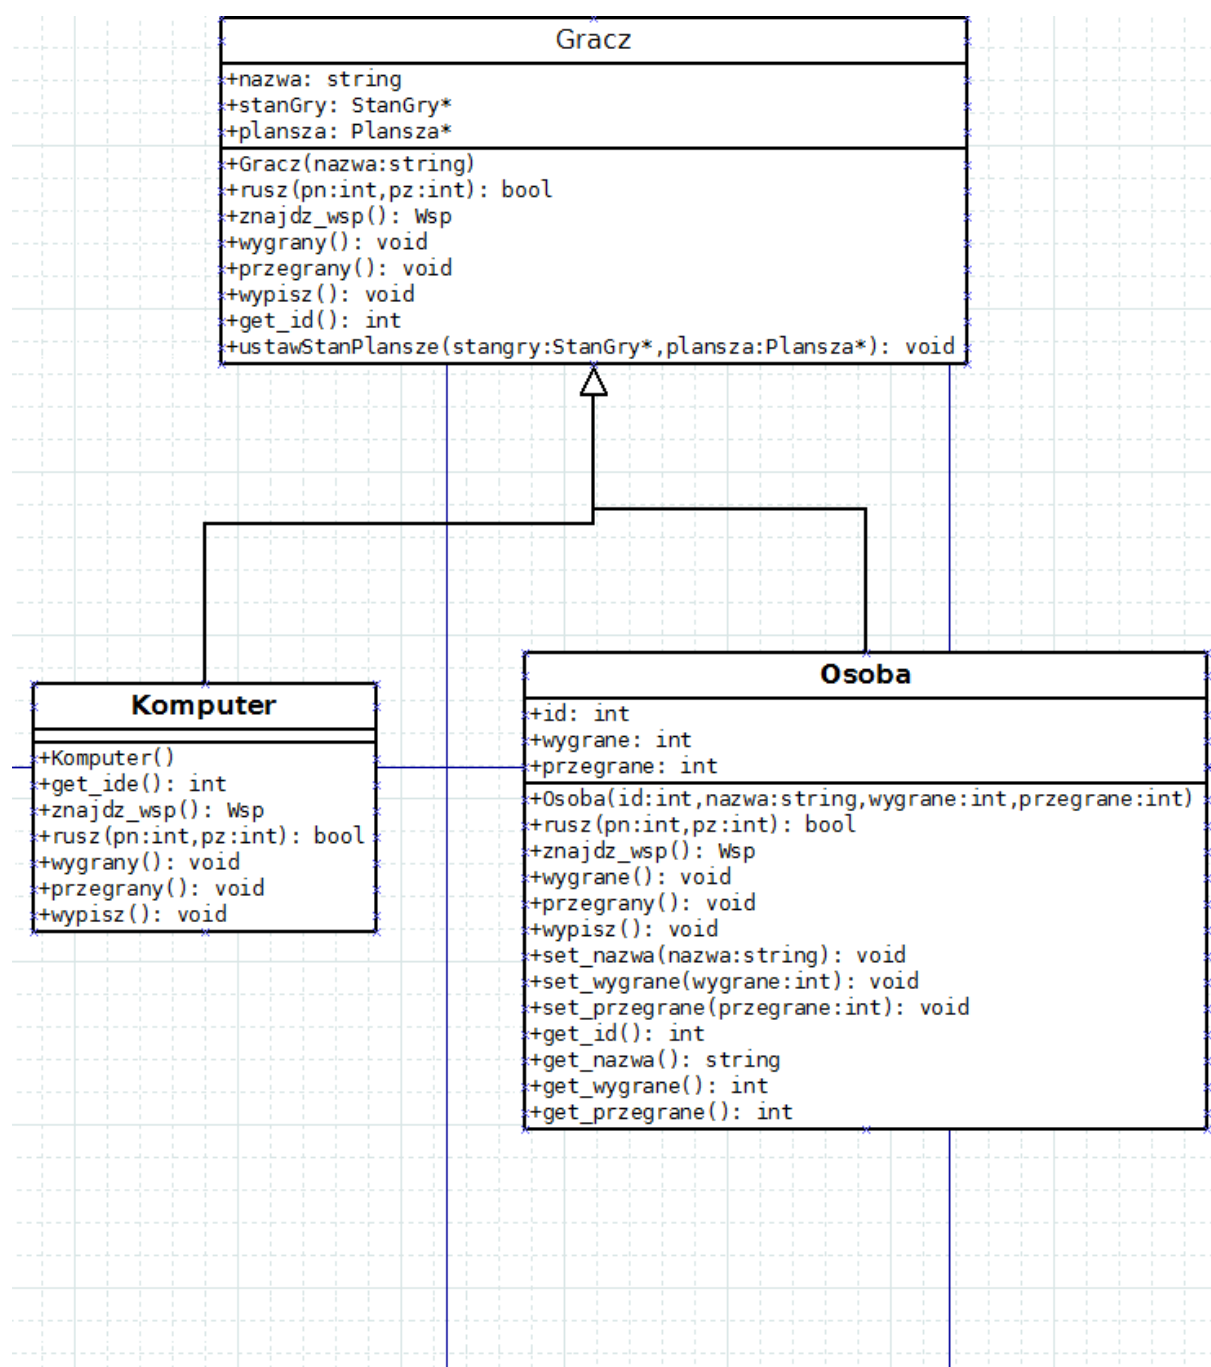 Gracz
+nazwa: string
+stanGry: StanGry*
+plansza: Plansza*
+Gracz(nazwa:string)
+rusz(pn:int,pz:int): bool
+znajdz_wsp(): Wsp
+wygrany(): void
+przegrany(): void
+wypisz(): void
+get_id(): int
+ustawStanPlansze(stangry:StanGry*,plansza:Plansza*): void
Komputer
+Komputer()
+get_ide(): int
+znajdz_wsp(): Wsp
+rusz(pn:int,pz:int): bool
+wygrany(): void
+przegrany(): void
+wypisz(): void
Osoba
+id: int
+wygrane: int
+przegrane: int
+Osoba(id:int,nazwa:string,wygrane:int,przegrane:int)
+rusz(pn:int,pz:int): bool
+znajdz_wsp(): Wsp
+wygrane(): void
+przegrany(): void
+wypisz(): void
+set_nazwa(nazwa:string): void
+set_wygrane(wygrane:int): void
+set_przegrane(przegrane:int): void
+get_id(): int
+get_nazwa(): string
+get_wygrane(): int
+get_przegrane(): int